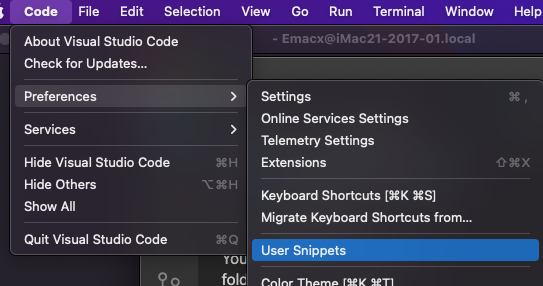 Code File Edit Selection View Go Run Terminal Window Help
- Emacx@iMac21-2017-01.local
About Visual Studio Code
Check for Updates...
Preferences
Services
Hide Visual Studio Code ⌘H
Hide Others ⌥⌘H
Show All
Quit Visual Studio Code ⌘Q
Settings ⌘ ,
Online Services Settings
Telemetry Settings
Extensions ⇧⌘X
Keyboard Shortcuts [⌘K ⌘S]
Migrate Keyboard Shortcuts from...
User Snippets
Color Theme [⌘K ⌘T]
You
fold